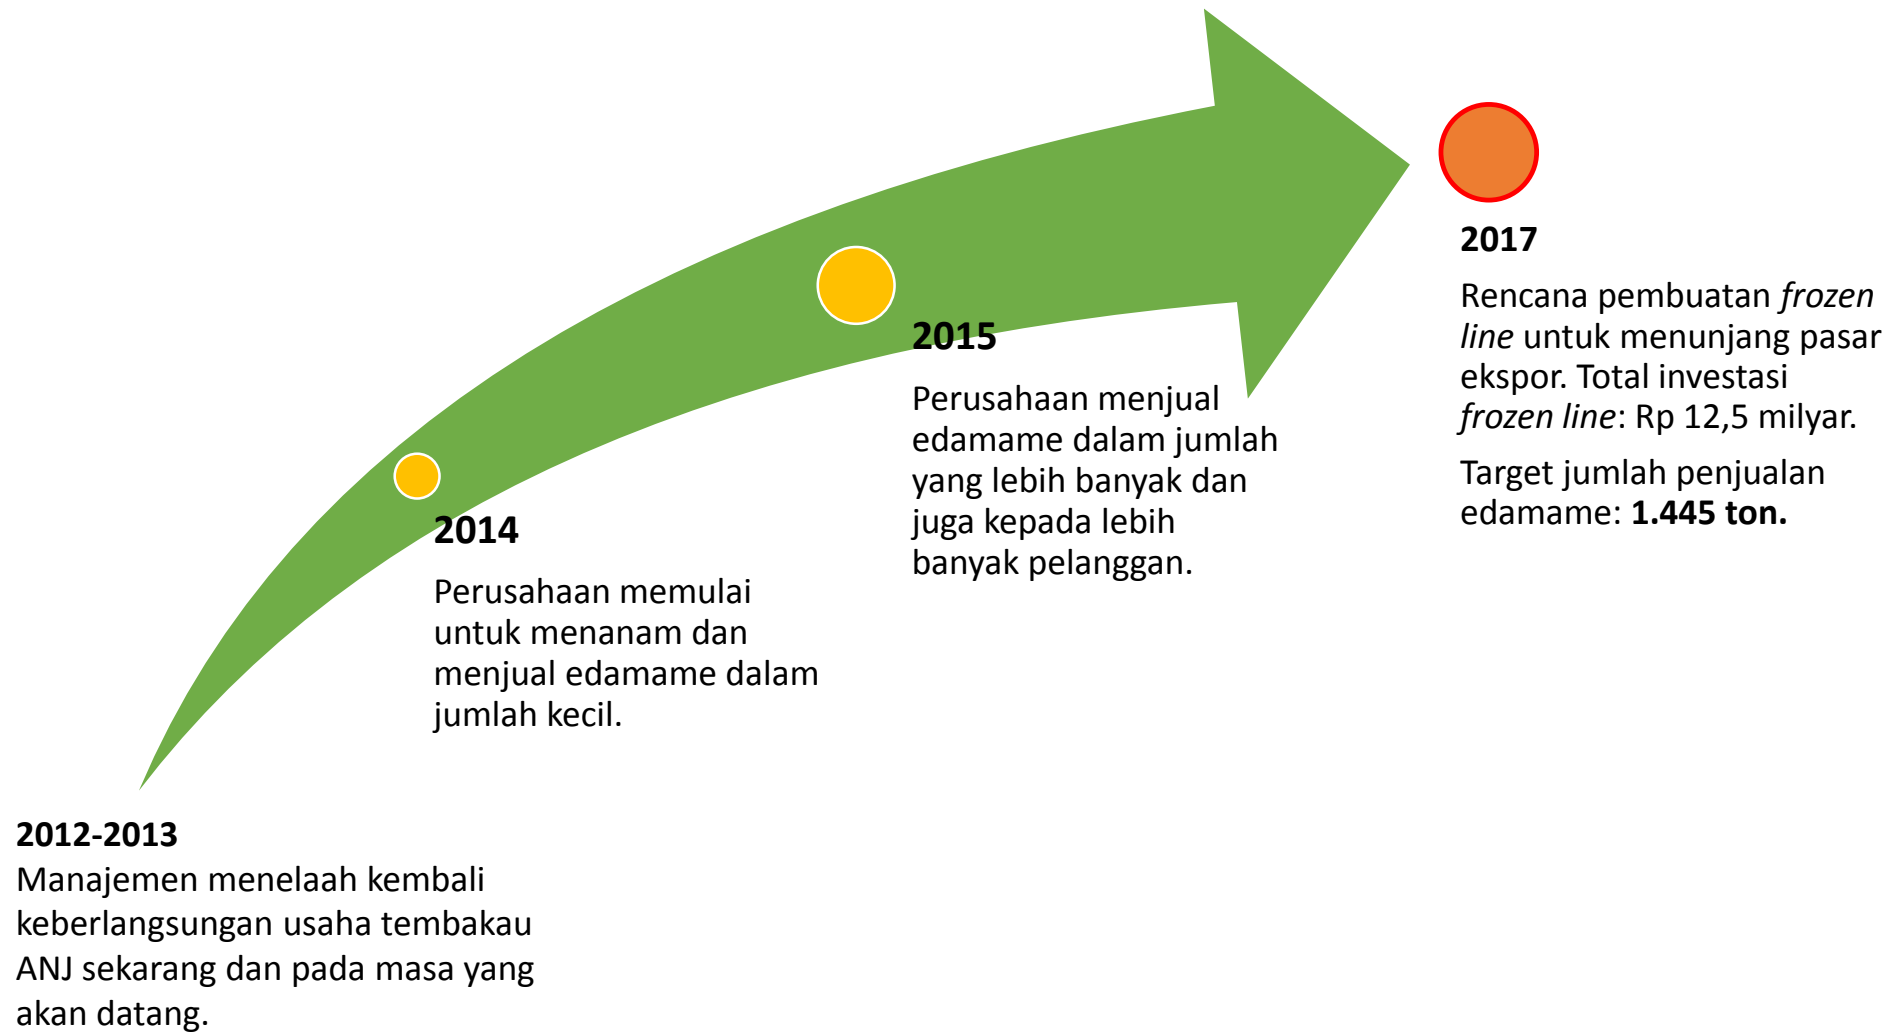 2012-2013
Manajemen menelaah kembali
keberlangsungan usaha tembakau
ANJ sekarang dan pada masa yang
akan datang.
2014
Perusahaan memulai
untuk menanam dan
menjual edamame dalam
jumlah kecil.
2015
Perusahaan menjual
edamame dalam jumlah
yang lebih banyak dan
juga kepada lebih
banyak pelanggan.
2017
Rencana pembuatan frozen
line untuk menunjang pasar
ekspor. Total investasi
frozen line: Rp 12,5 milyar.
Target jumlah penjualan
edamame: 1.445 ton.